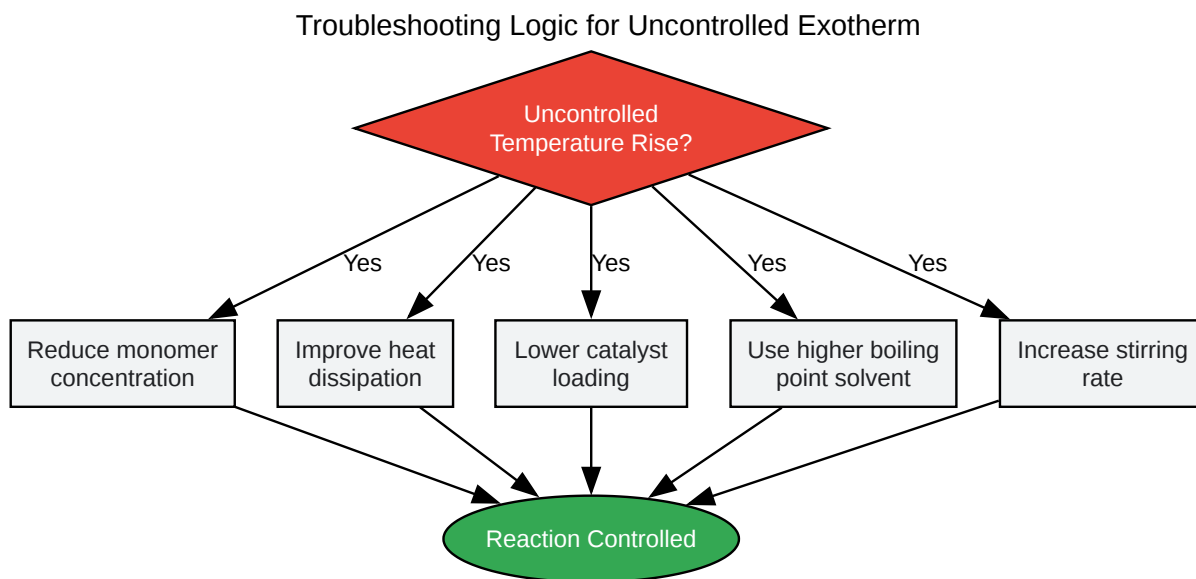 Troubleshooting Logic for Uncontrolled Exotherm
Uncontrolled
Temperature Rise?
Yes
Yes
Yes
Yes
Yes
Reduce monomer
concentration
Improve heat
dissipation
Lower catalyst
loading
Use higher boiling
point solvent
Increase stirring
rate
Reaction Controlled